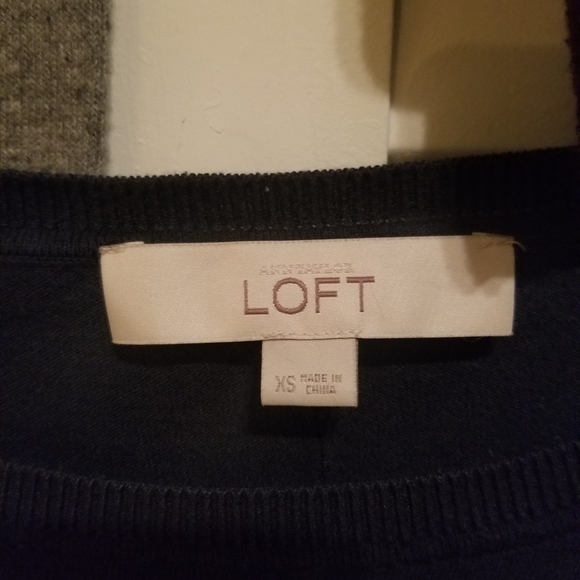 ANN TAYLOR
LOFT
XS MADE IN
CHINA